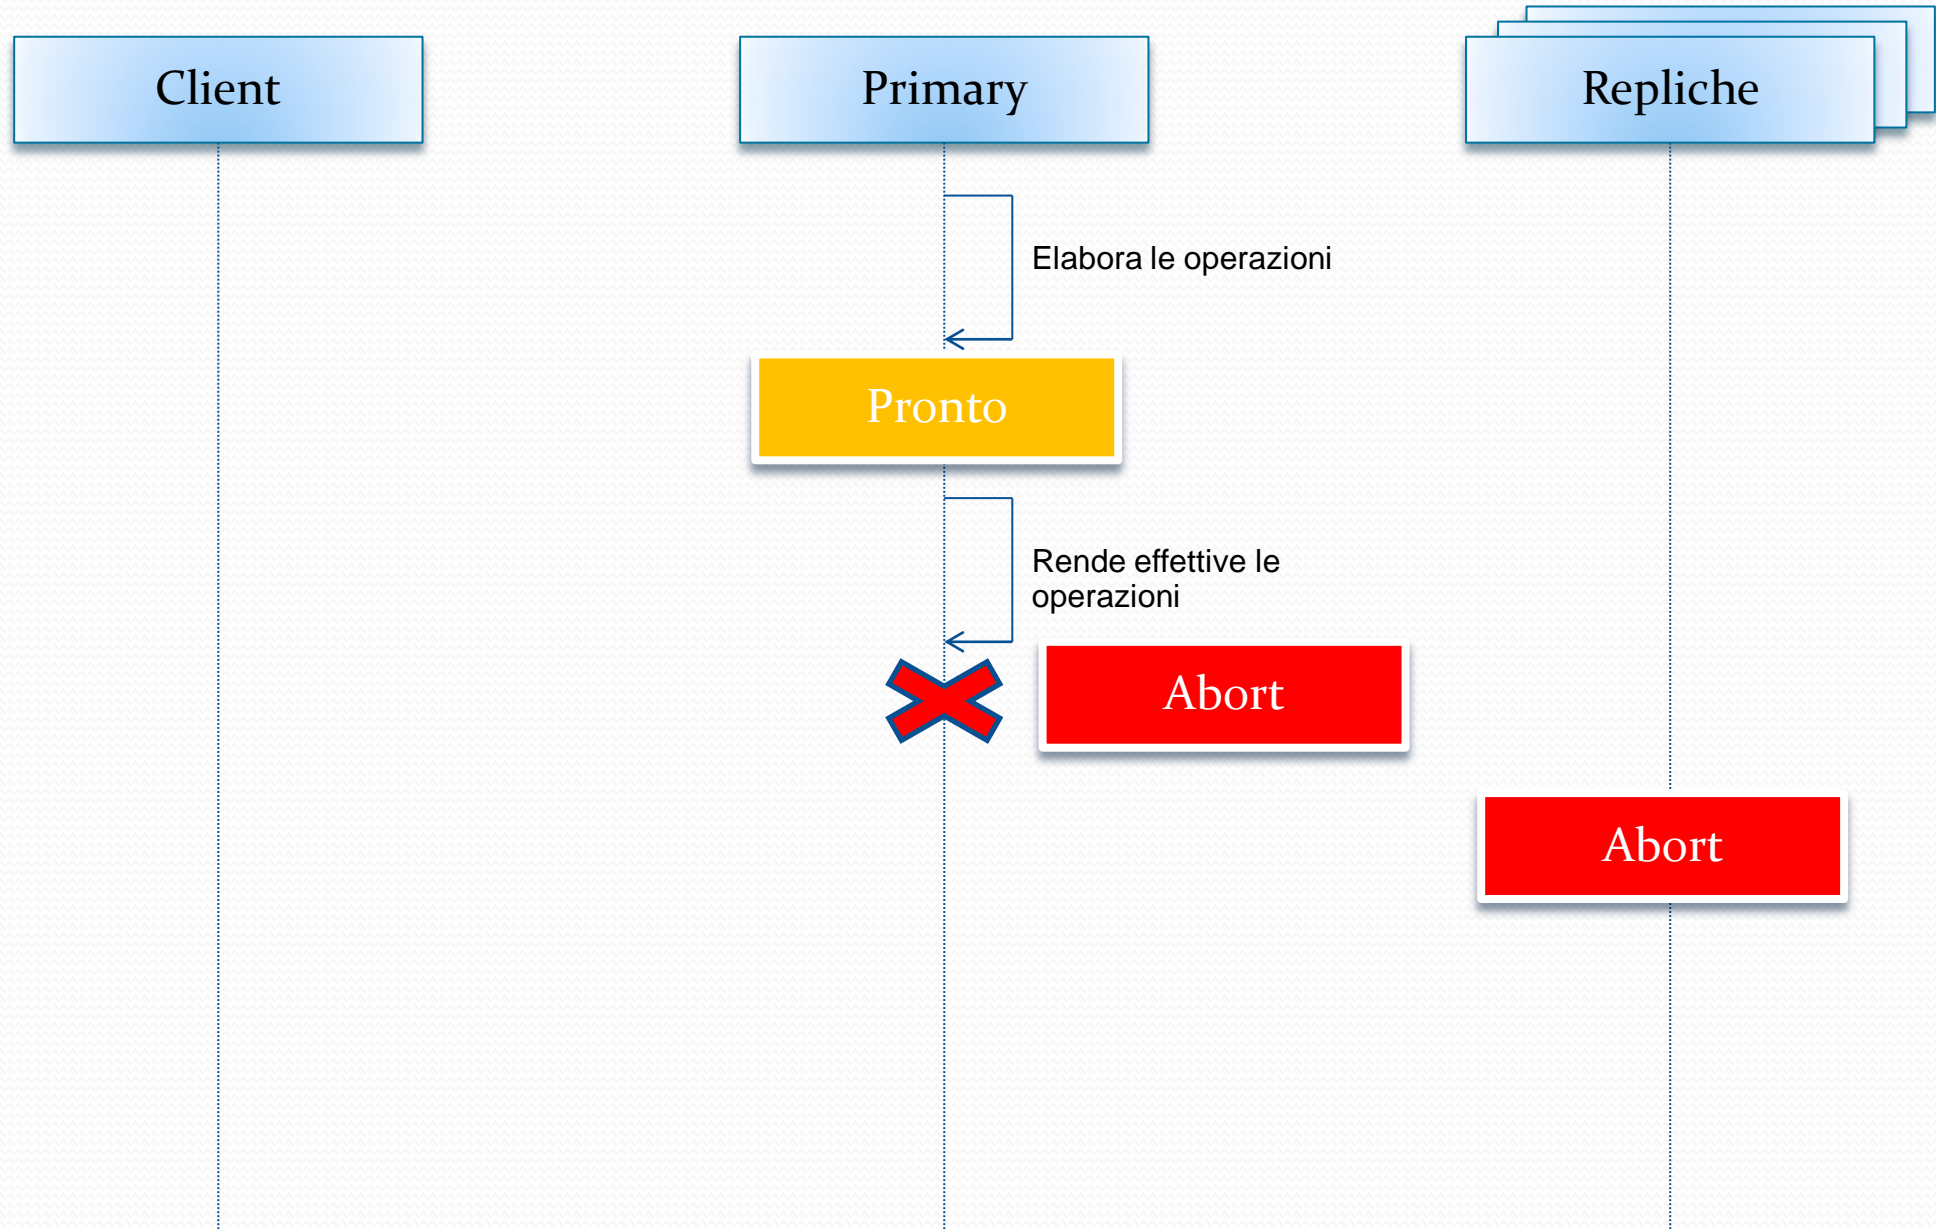 Client
Primary
Repliche
Elabora le operazioni
Pronto
Rende effettive le
operazioni
Abort
Abort